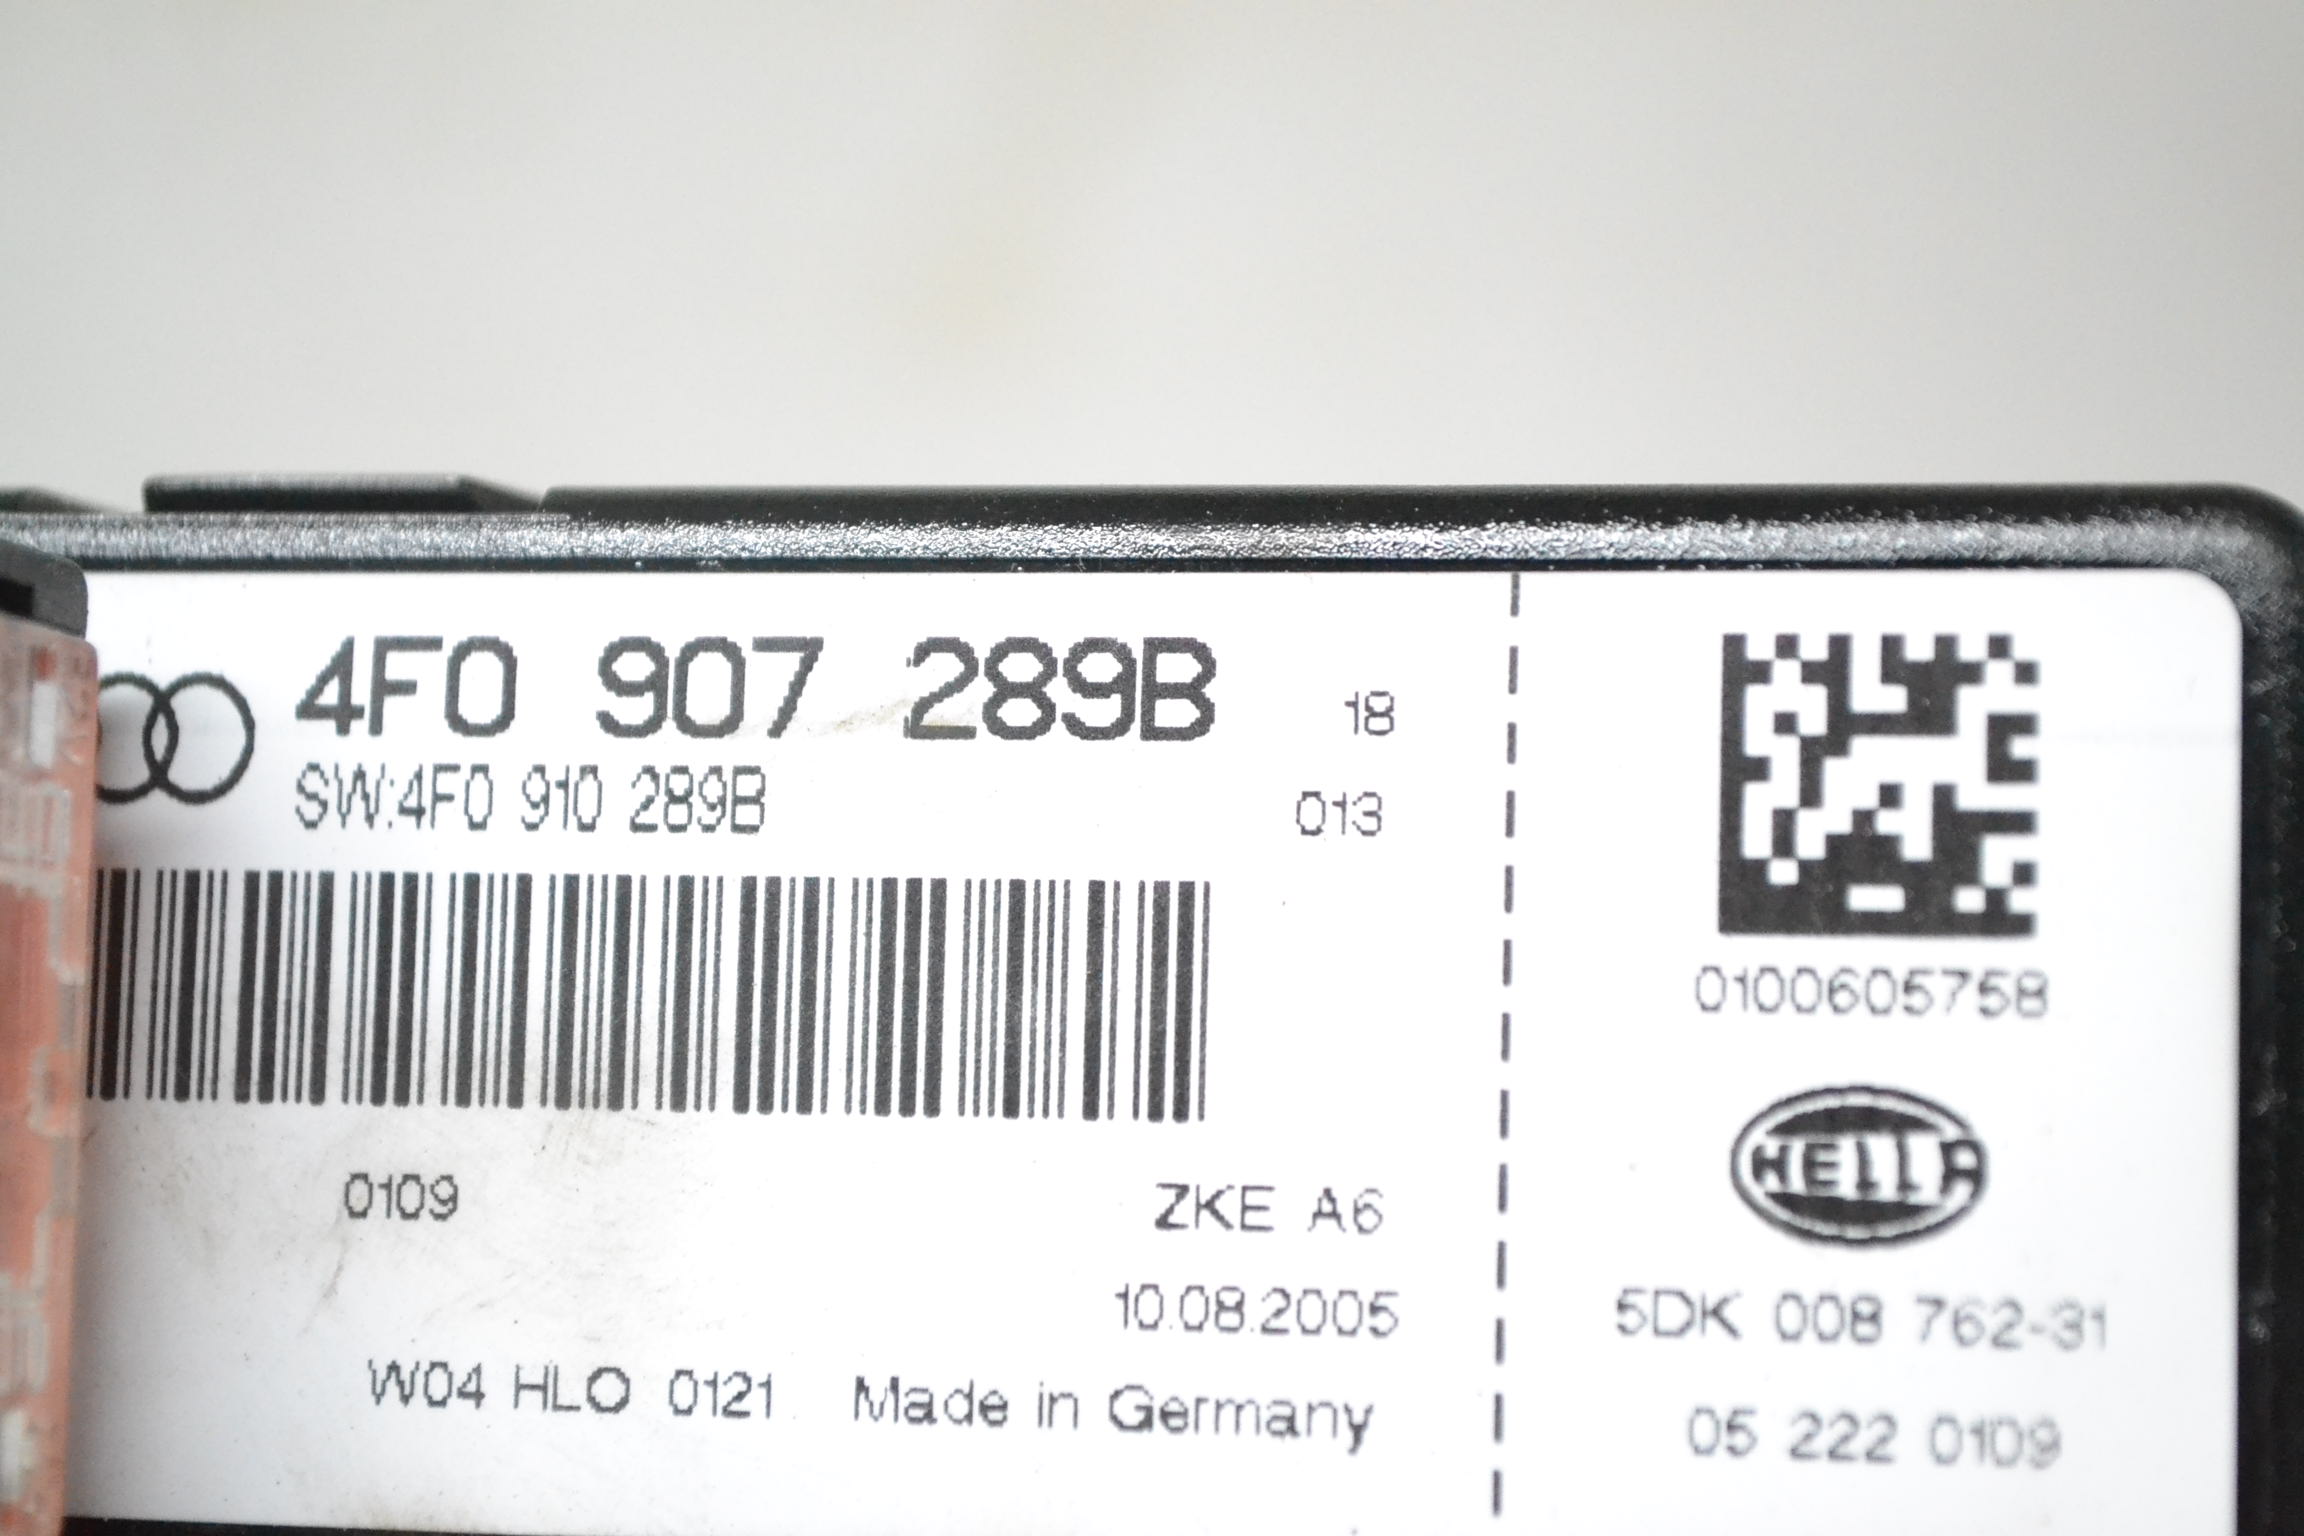 4F0 907 289B 18
SW:4F0 910 289B 013
0109
ZKE A6
10.08.2005
W04 HLO 0121 Made in Germany
0100605758
HELLA
5DK 008 762-31
05 222 0109